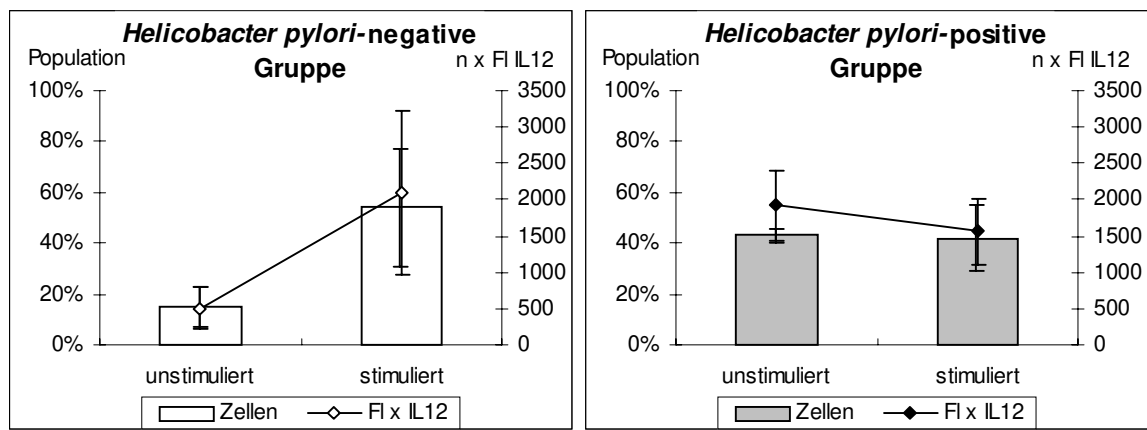 Helicobacter pylori-negative
Population
Gruppe
n x FI IL12
100%
80%
60%
40%
20%
0%
3500
3000
2500
2000
1500
1000
500
0
unstimuliert
stimuliert
Zellen
FI x IL12
Helicobacter pylori-positive
Population
Gruppe
n x FI IL12
100%
80%
60%
40%
20%
0%
3500
3000
2500
2000
1500
1000
500
0
unstimuliert
stimuliert
Zellen
FI x IL12